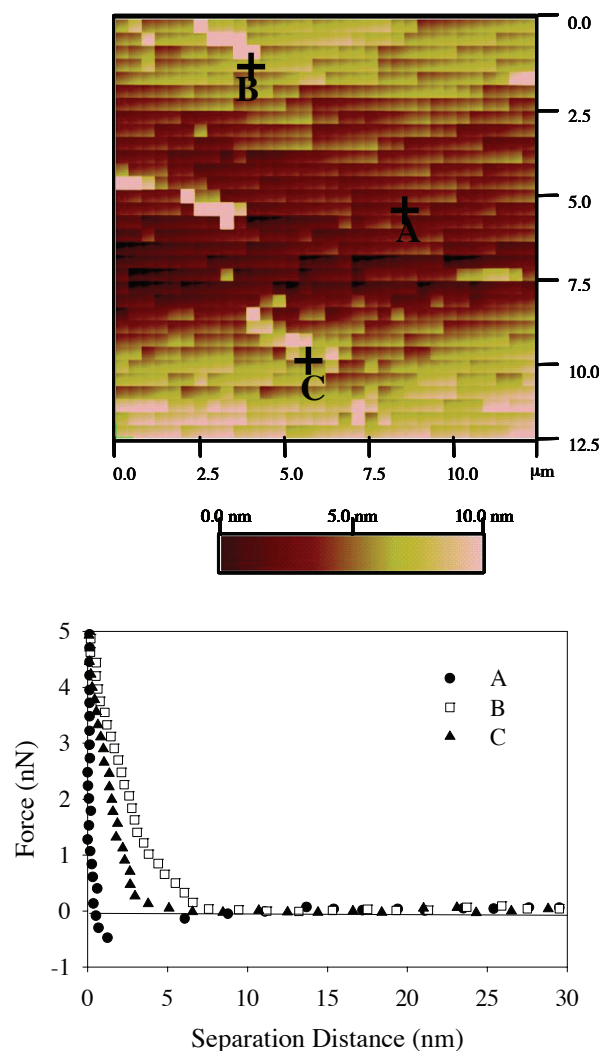 0.0
B
2.5
A
5.0
7.5
C
10.0
12.5
0.0 2.5 5.0 7.5 10.0 µm
0.0 nm 5.0 nm 10.0 nm
5
A
4
B
C
3
Force (nN)
2
1
0
-1
0 5 10 15 20 25 30
Separation Distance (nm)